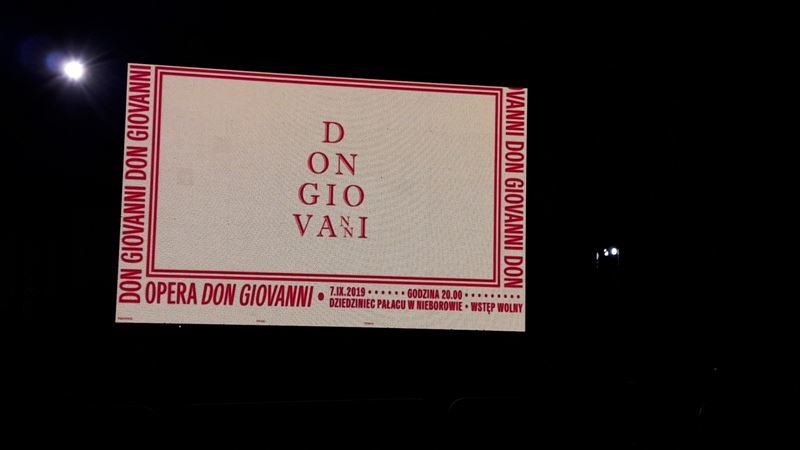 DON GIOVANNI DON GIOVANNI
D
ON
GIO
VANNI
OVANNI DON GIOVANNI DON
OPERA DON GIOVANNI • 7.IX.2019 •••••• GODZINA 20.00 •••••••••
DZIEDZINIEC PAŁACU W NIEBOROWIE • WSTĘP WOLNY